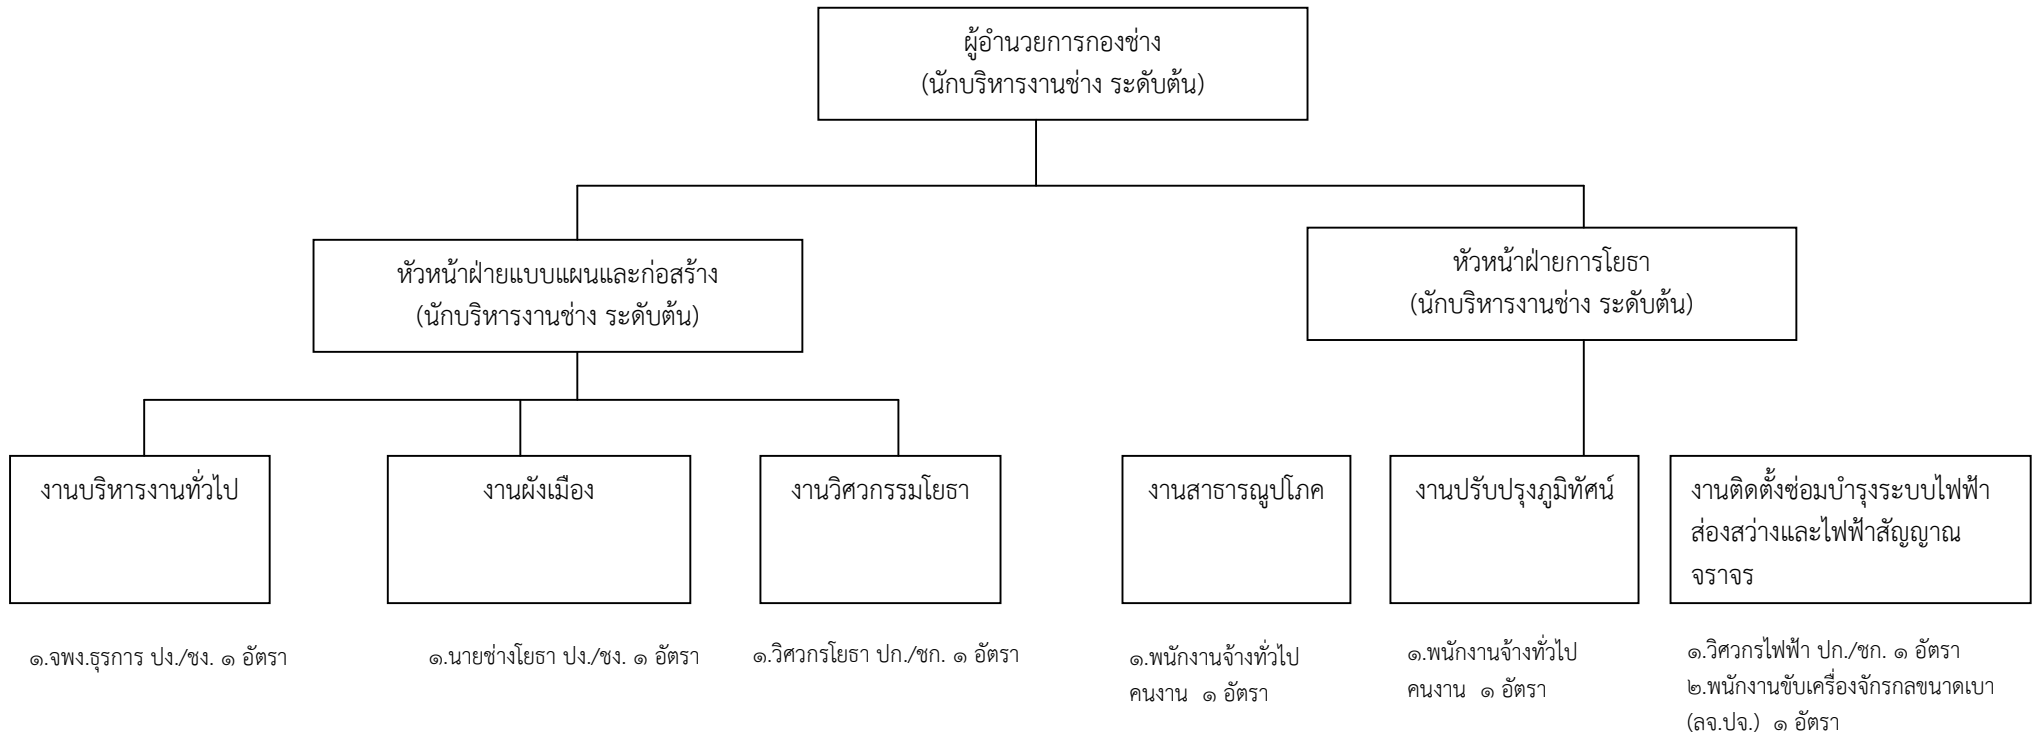 ผู้อำนวยการกองช่าง
(นักบริหารงานช่าง ระดับต้น)
หัวหน้าฝ่ายแบบแผนและก่อสร้าง
(นักบริหารงานช่าง ระดับต้น)
หัวหน้าฝ่ายการโยธา
(นักบริหารงานช่าง ระดับต้น)
งานบริหารงานทั่วไป
งานผังเมือง
งานวิศวกรรมโยธา
งานสาธารณูปโภค
งานปรับปรุงภูมิทัศน์
งานติดตั้งซ่อมบำรุงระบบไฟฟ้า
ส่องสว่างและไฟฟ้าสัญญาณ
จราจร
๑.จพง.ธุรการ ปง./ชง. ๑ อัตรา
๑.นายช่างโยธา ปง./ชง. ๑ อัตรา
๑.วิศวกรโยธา ปก./ชก. ๑ อัตรา
๑.พนักงานจ้างทั่วไป
คนงาน ๑ อัตรา
๑.พนักงานจ้างทั่วไป
คนงาน ๑ อัตรา
๑.วิศวกรไฟฟ้า ปก./ชก. ๑ อัตรา
๒.พนักงานขับเครื่องจักรกลขนาดเบา
(ลจ.ปจ.) ๑ อัตรา